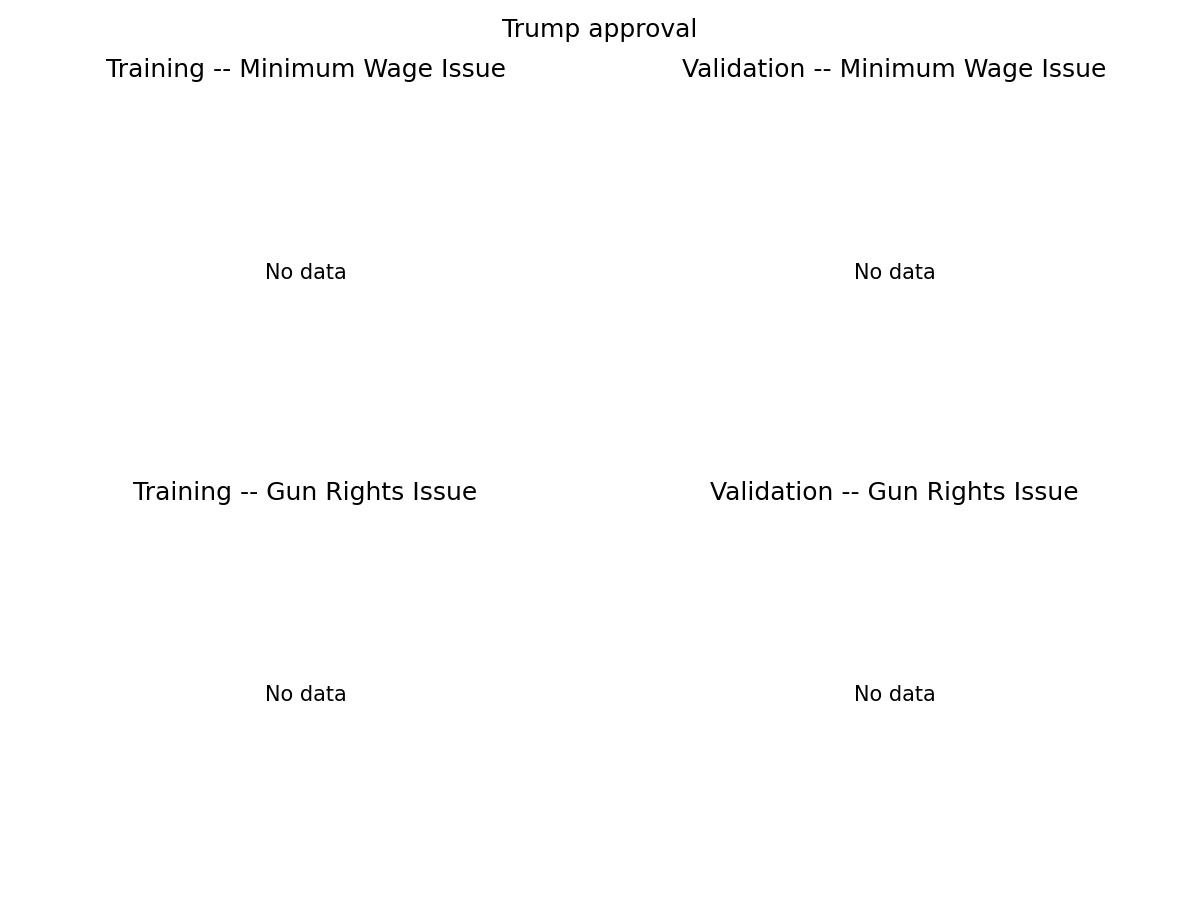 Trump approval
Training -- Minimum Wage Issue
Validation -- Minimum Wage Issue
No data
No data
Training -- Gun Rights Issue
Validation -- Gun Rights Issue
No data
No data